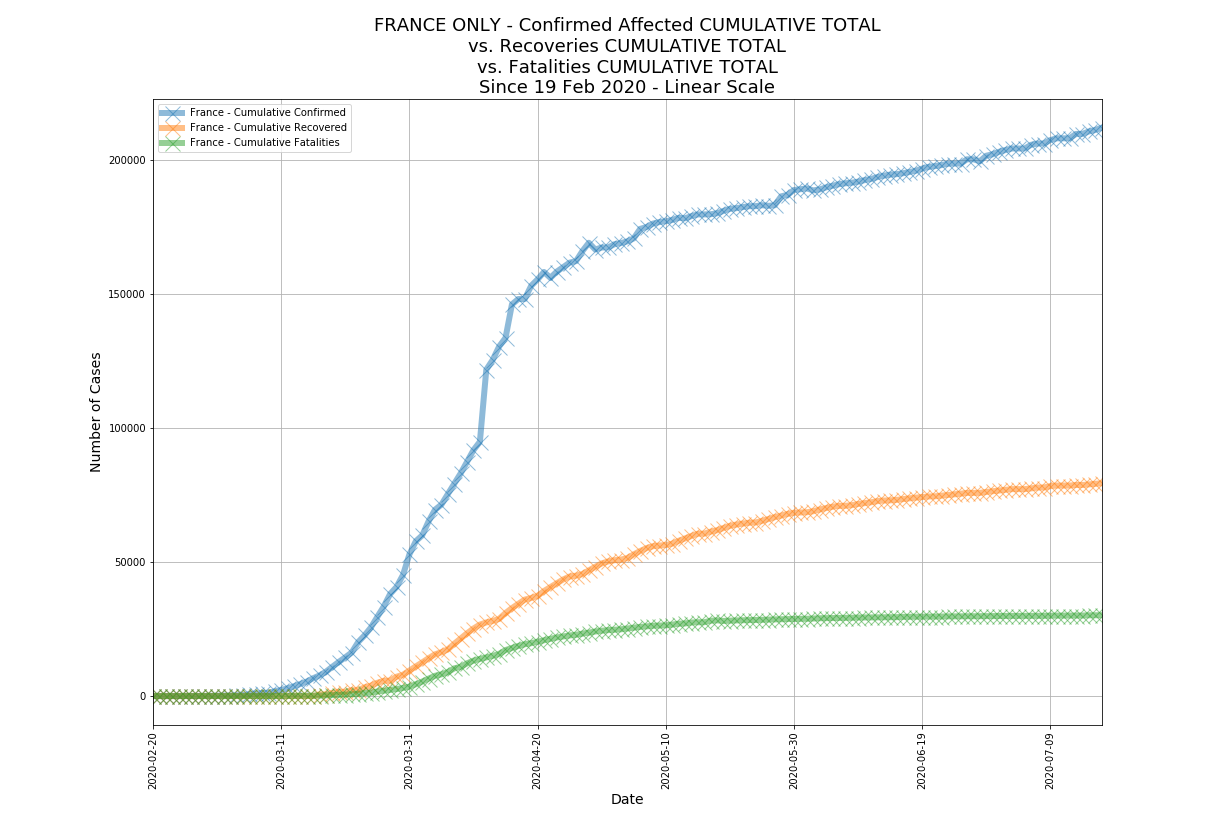 FRANCE ONLY - Confirmed Affected CUMULATIVE TOTAL
vs. Recoveries CUMULATIVE TOTAL
vs. Fatalities CUMULATIVE TOTAL
Since 19 Feb 2020 - Linear Scale
France - Cumulative Confirmed
France - Cumulative Recovered
France - Cumulative Fatalities
200000
150000
100000
50000
0
Number of Cases
2020-02-20
2020-03-11
2020-03-31
2020-04-20
2020-05-10
2020-05-30
2020-06-19
2020-07-09
Date